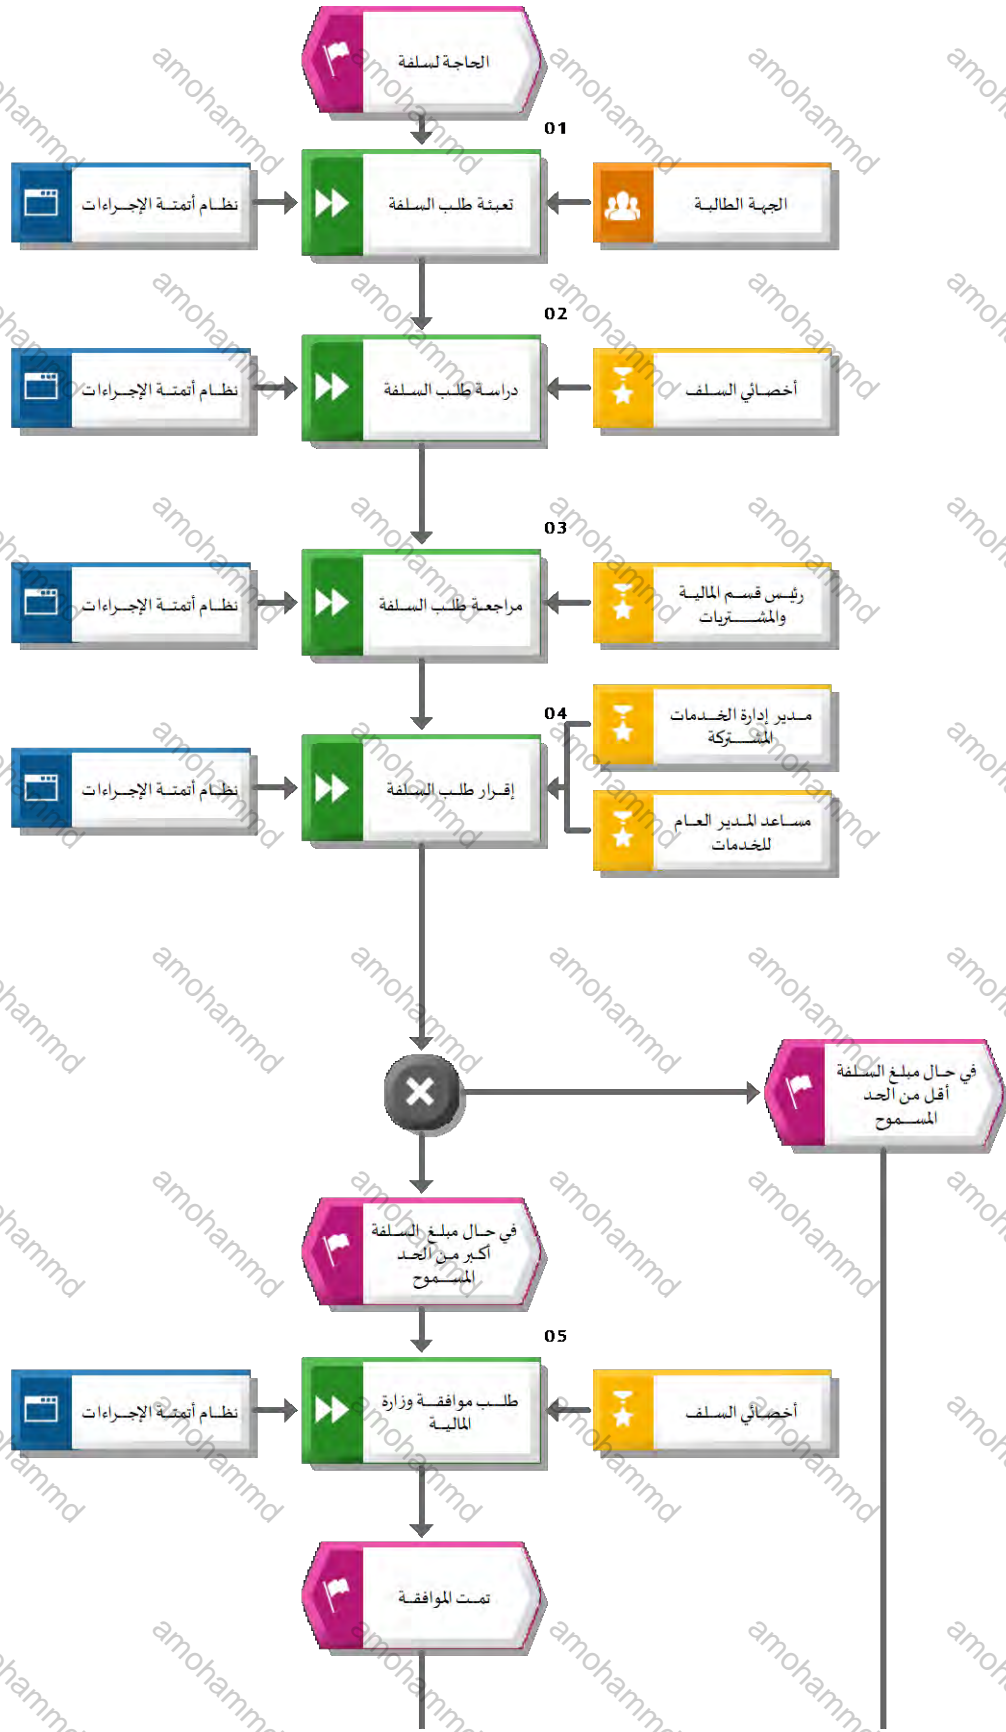 الحاجة لسلفة
01
الجهة الطالبة
تعبئة طلب السلفة
نظام أتمتة الإجراءات
02
أخصائي السلف
دراسة طلب السلفة
نظام أتمتة الإجراءات
03
رئيس قسم المالية
والمشتريات
مراجعة طلب السلفة
نظام أتمتة الإجراءات
04
مدير إدارة الخدمات
المشتركة
مساعد المدير العام
للخدمات
إقرار طلب السلفة
نظام أتمتة الإجراءات
في حال مبلغ السلفة
أقل من الحد
المسموح
في حال مبلغ السلفة
أكبر من الحد
المسموح
05
أخصائي السلف
طلب موافقة وزارة
المالية
نظام أتمتة الإجراءات
تمت الموافقة
amohammd